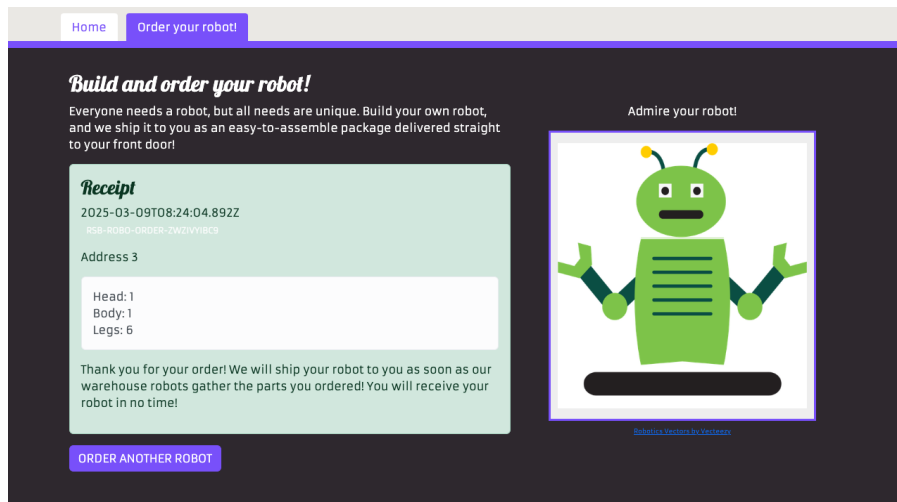 Home
Order your robot!
Build and order your robot!
Everyone needs a robot, but all needs are unique. Build your own robot,
and we ship it to you as an easy-to-assemble package delivered straight
to your front door!
Receipt
2025-03-09T08:24:04.892Z
RSB-ROBO-ORDER-ZWZIVYIBC9
Address 3
Head: 1
Body: 1
Legs: 6
Thank you for your order! We will ship your robot to you as soon as our
warehouse robots gather the parts you ordered! You will receive your
robot in no time!
ORDER ANOTHER ROBOT
Admire your robot!
Robotics Vectors by Vecteezy